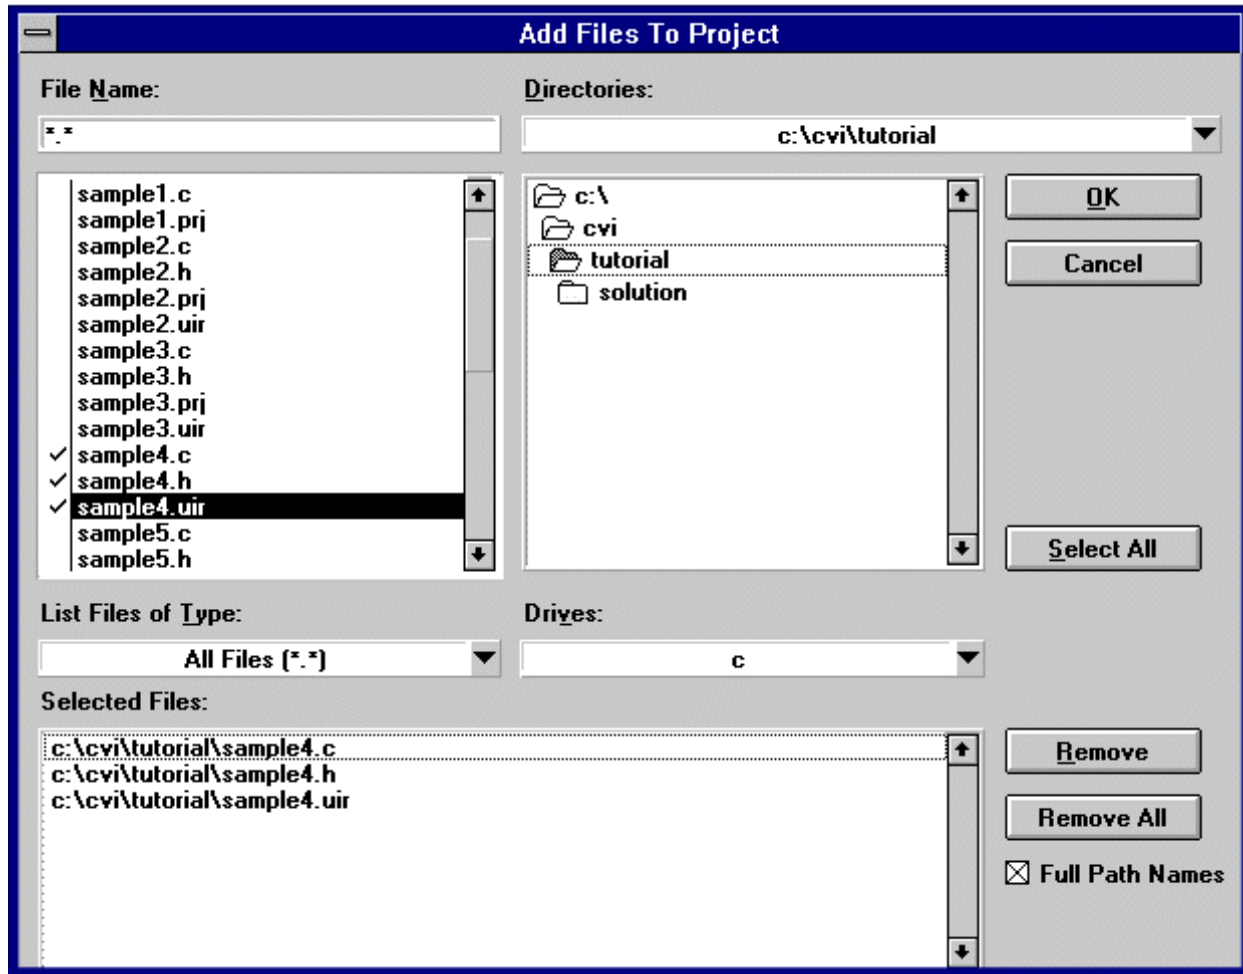 Add Files To Project
File Name:
Directories:
*.*
c:\cvi\tutorial
sample1.c
sample1.prj
sample2.c
sample2.h
sample2.prj
sample2.uir
sample3.c
sample3.h
sample3.prj
sample3.uir
sample4.c
sample4.h
sample4.uir
sample5.c
sample5.h
c:\
cvi
tutorial
solution
OK
Cancel
Select All
List Files of Type:
Drives:
All Files (*.*)
c
Selected Files:
c:\cvi\tutorial\sample4.c
c:\cvi\tutorial\sample4.h
c:\cvi\tutorial\sample4.uir
Remove
Remove All
Full Path Names